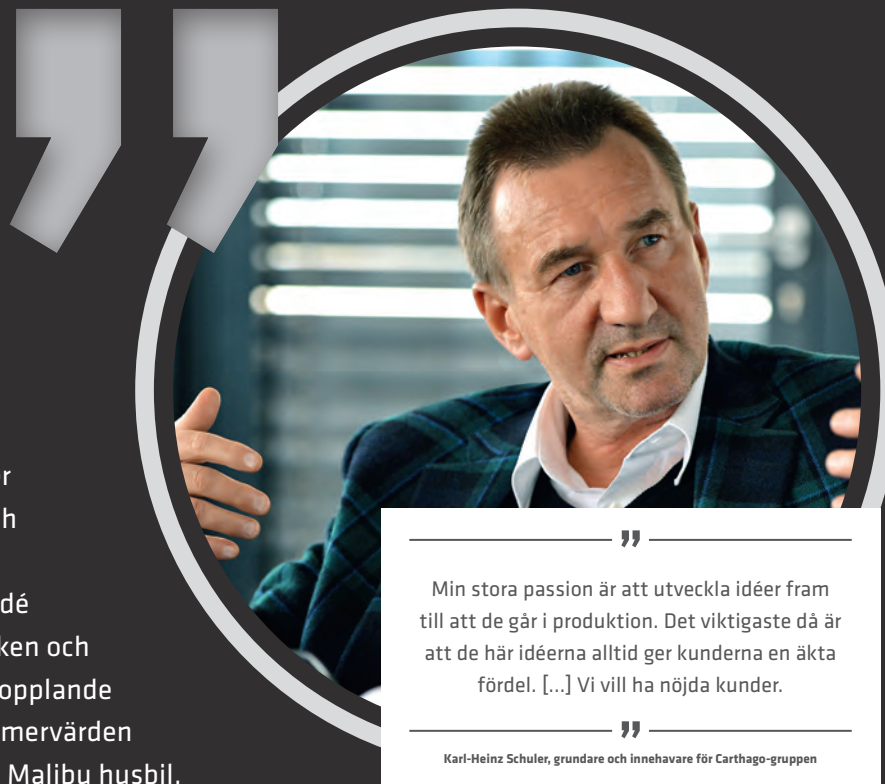 dé
ken och
opplande
mervärden
Malibu husbil.
”
Min stora passion är att utveckla idéer fram
till att de går i produktion. Det viktigaste då är
att de här idéerna alltid ger kunderna en äkta
fördel. [...] Vi vill ha nöjda kunder.
”
Karl-Heinz Schuler, grundare och innehavare för Carthago-gruppen